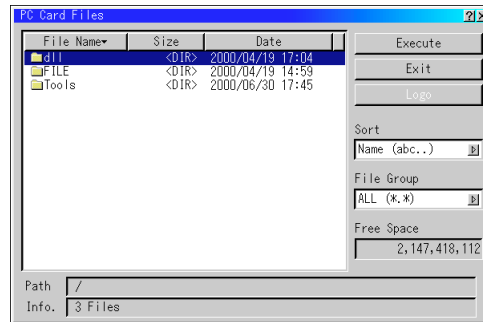 PC Card Files
File Name Size Date
dll <DIR> 2000/04/19 17:04
FILE <DIR> 2000/04/19 14:59
Tools <DIR> 2000/06/30 17:45
Execute
Exit
Logo
Sort
Name (abc..)
File Group
ALL (*.*)
Free Space
2,147,418,112
Path /
Info. 3 Files